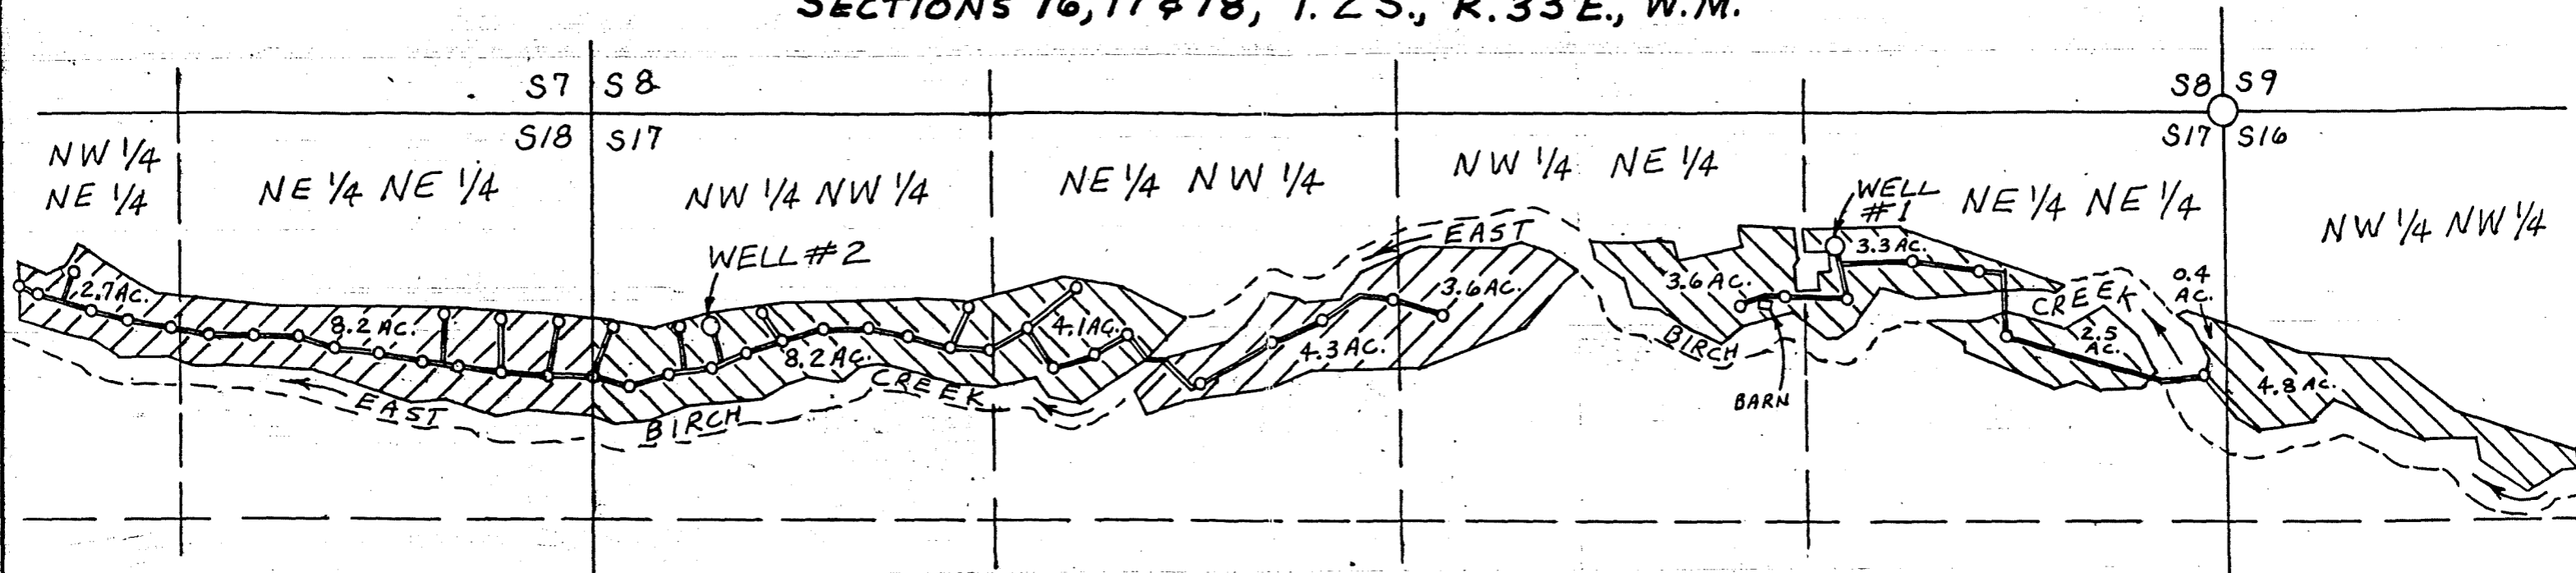 SECTIONS 16, 17 & 18, T. 2 S., R. 33 E., W.M.
S7 S8
S8 S9
S18 S17
S17 S16
NW 1/4
NE 1/4
NE 1/4 NE 1/4
NW 1/4 NW 1/4
NE 1/4 NW 1/4
NW 1/4 NE 1/4
WELL
#1
NE 1/4 NE 1/4
NW 1/4 NW 1/4
WELL #2
EAST
3.3 AC.
2.7 AC.
8.2 AC.
8.2 AC.
4.1 AC.
4.3 AC.
3.6 AC.
3.6 AC.
CREEK
0.4
AC.
2.5
AC.
4.8 AC.
BIRCH
BARN
EAST
BIRCH
CREEK